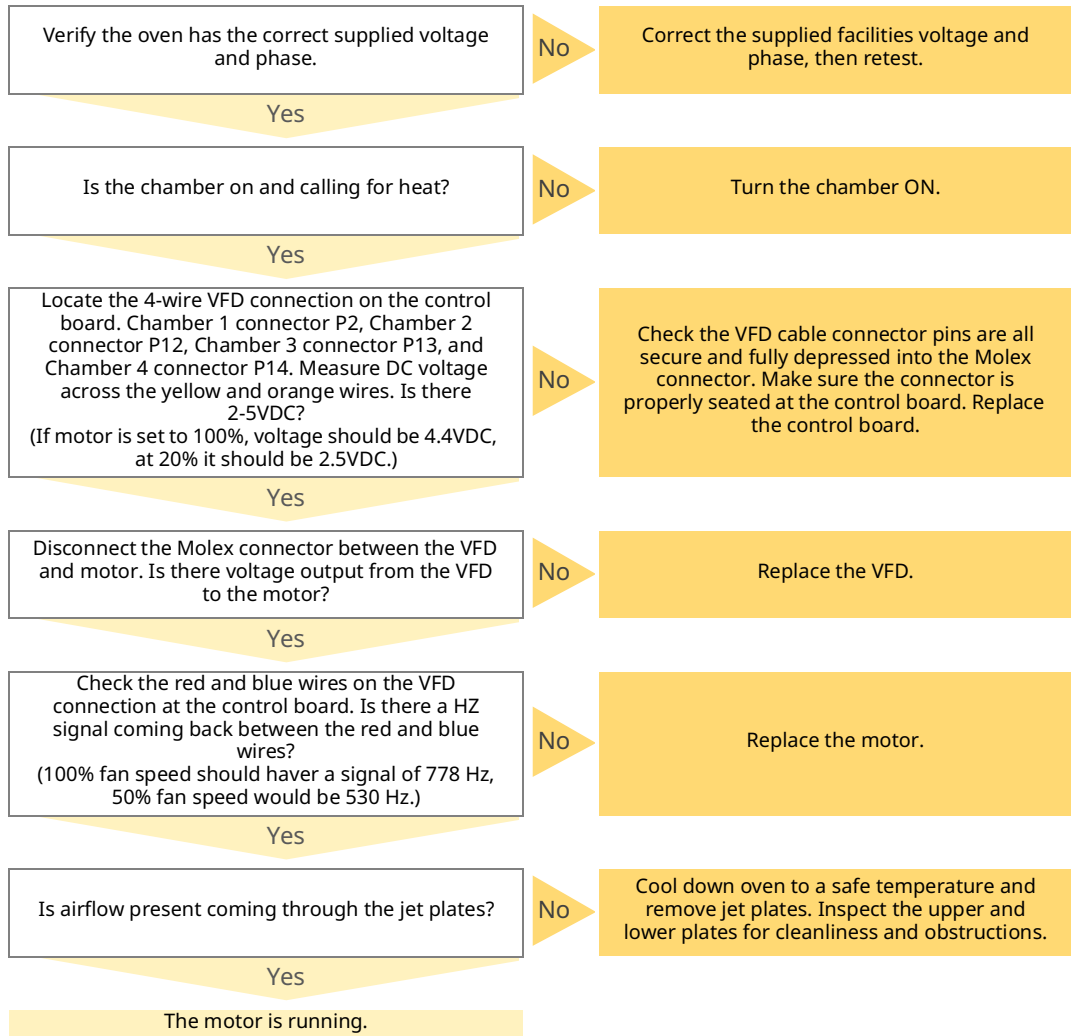 Verify the oven has the correct supplied voltage
and phase.
No
Correct the supplied facilities voltage and
phase, then retest.
Yes
Is the chamber on and calling for heat?
No
Turn the chamber ON.
Yes
Locate the 4-wire VFD connection on the control
board. Chamber 1 connector P2, Chamber 2
connector P12, Chamber 3 connector P13, and
Chamber 4 connector P14. Measure DC voltage
across the yellow and orange wires. Is there
2-5VDC?
(If motor is set to 100%, voltage should be 4.4VDC,
at 20% it should be 2.5VDC.)
No
Check the VFD cable connector pins are all
secure and fully depressed into the Molex
connector. Make sure the connector is
properly seated at the control board. Replace
the control board.
Yes
Disconnect the Molex connector between the VFD
and motor. Is there voltage output from the VFD
to the motor?
No
Replace the VFD.
Yes
Check the red and blue wires on the VFD
connection at the control board. Is there a HZ
signal coming back between the red and blue
wires?
(100% fan speed should haver a signal of 778 Hz,
50% fan speed would be 530 Hz.)
No
Replace the motor.
Yes
Is airflow present coming through the jet plates?
No
Cool down oven to a safe temperature and
remove jet plates. Inspect the upper and
lower plates for cleanliness and obstructions.
Yes
The motor is running.